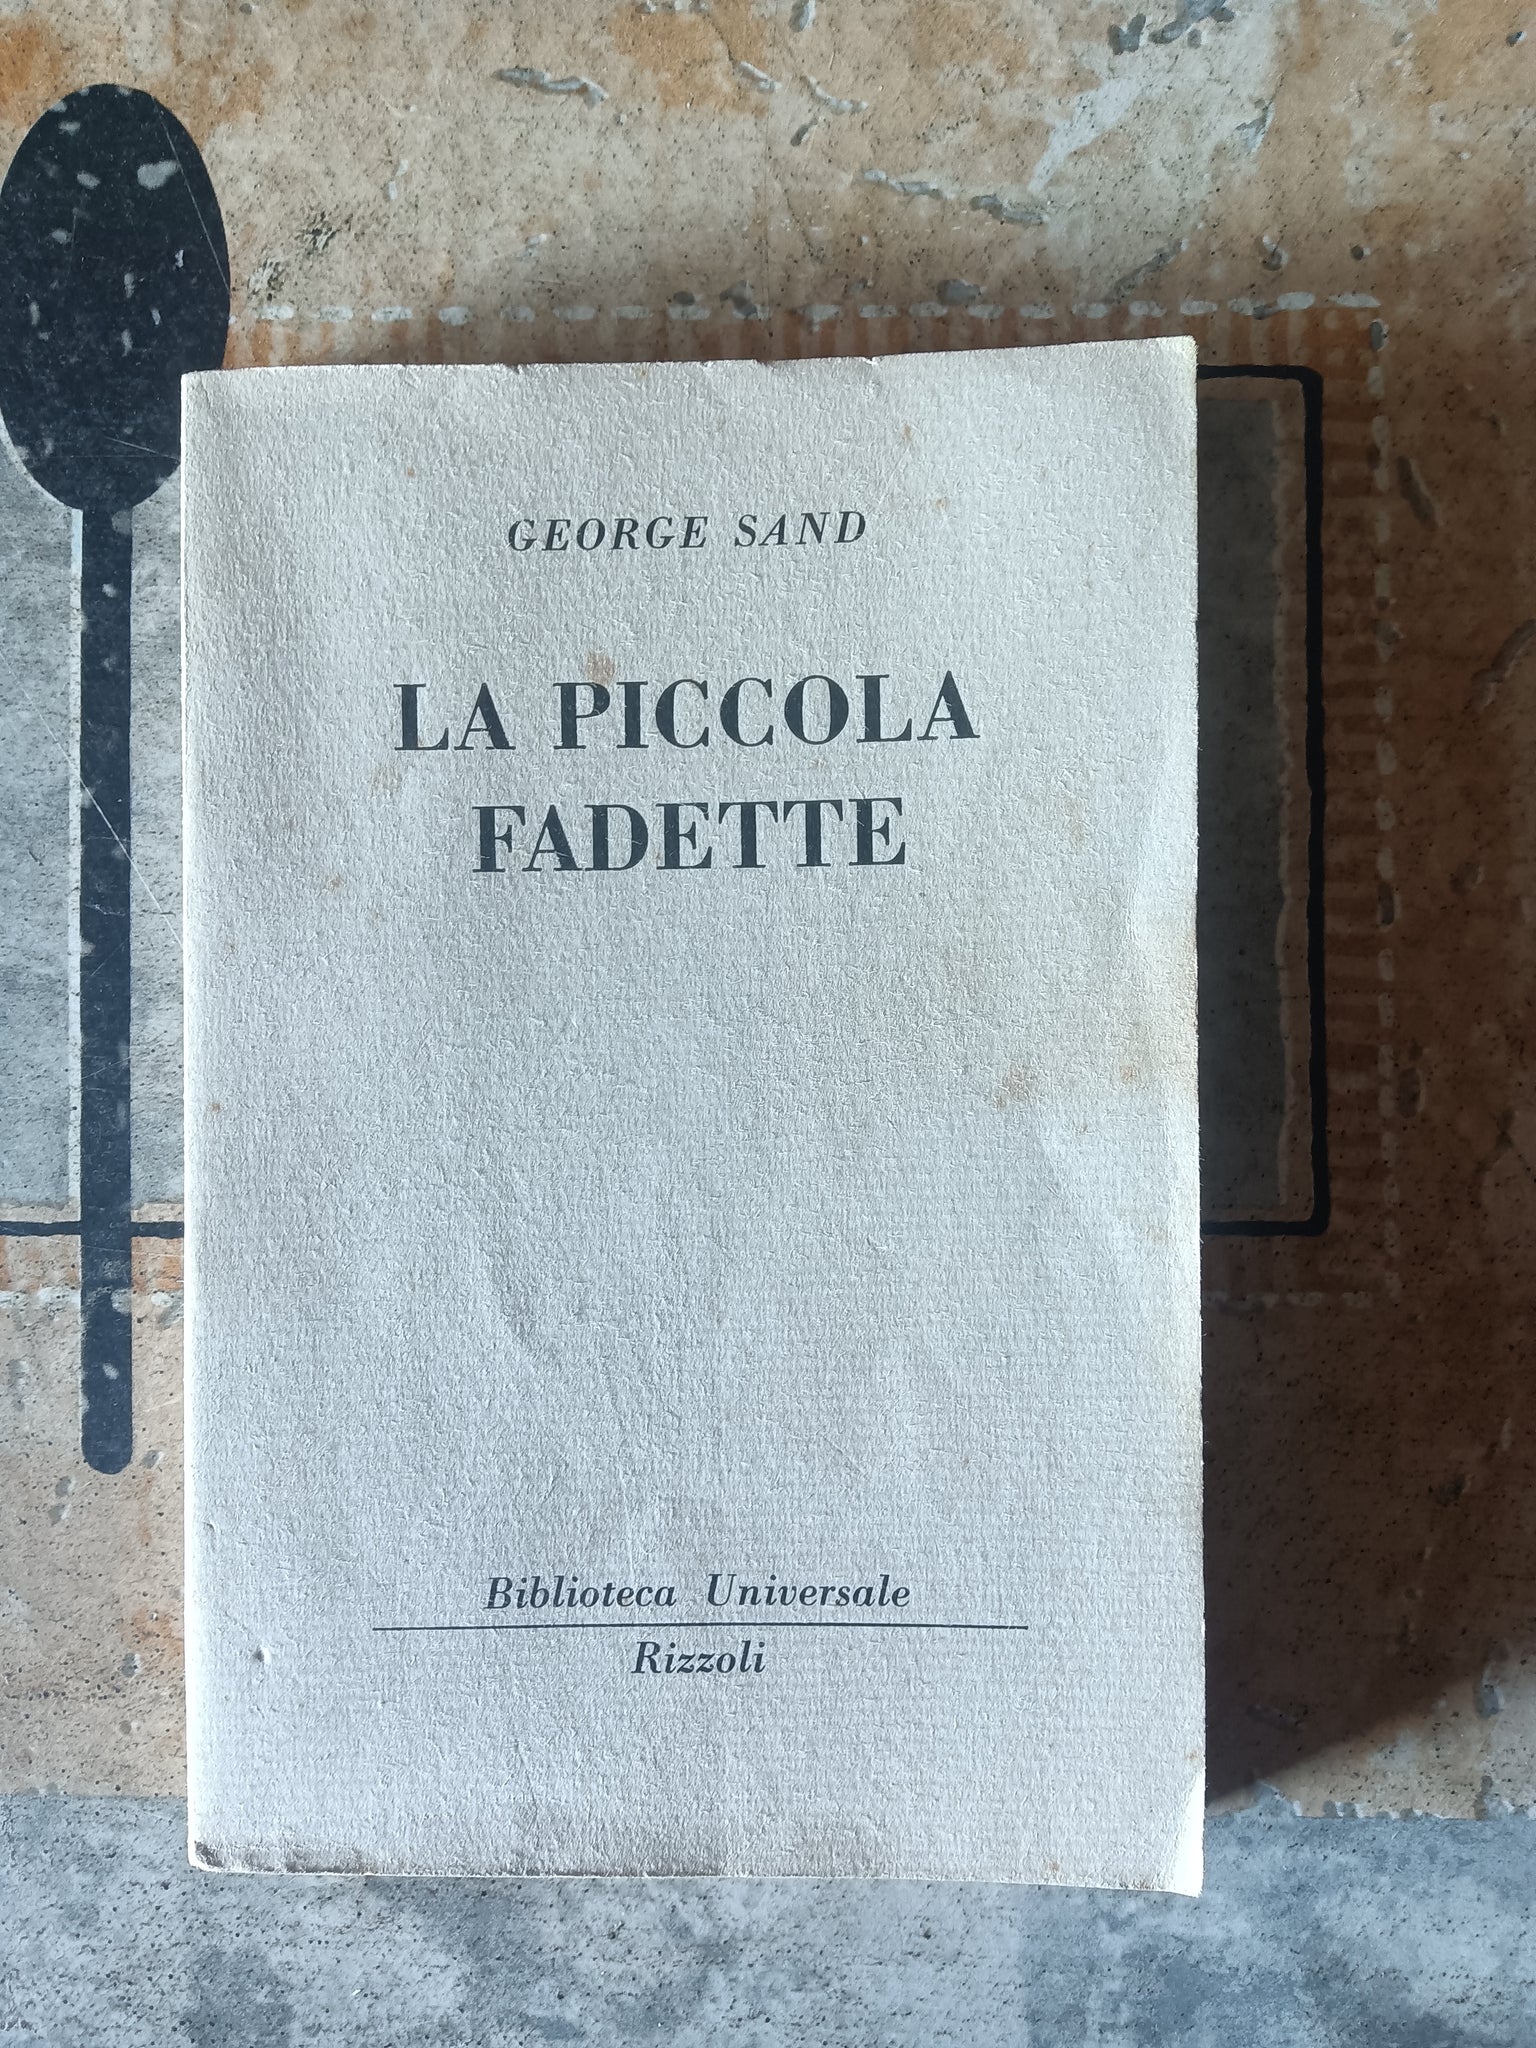 GEORGE SAND
LA PICCOLA
FADETTE
Biblioteca Universale
Rizzoli